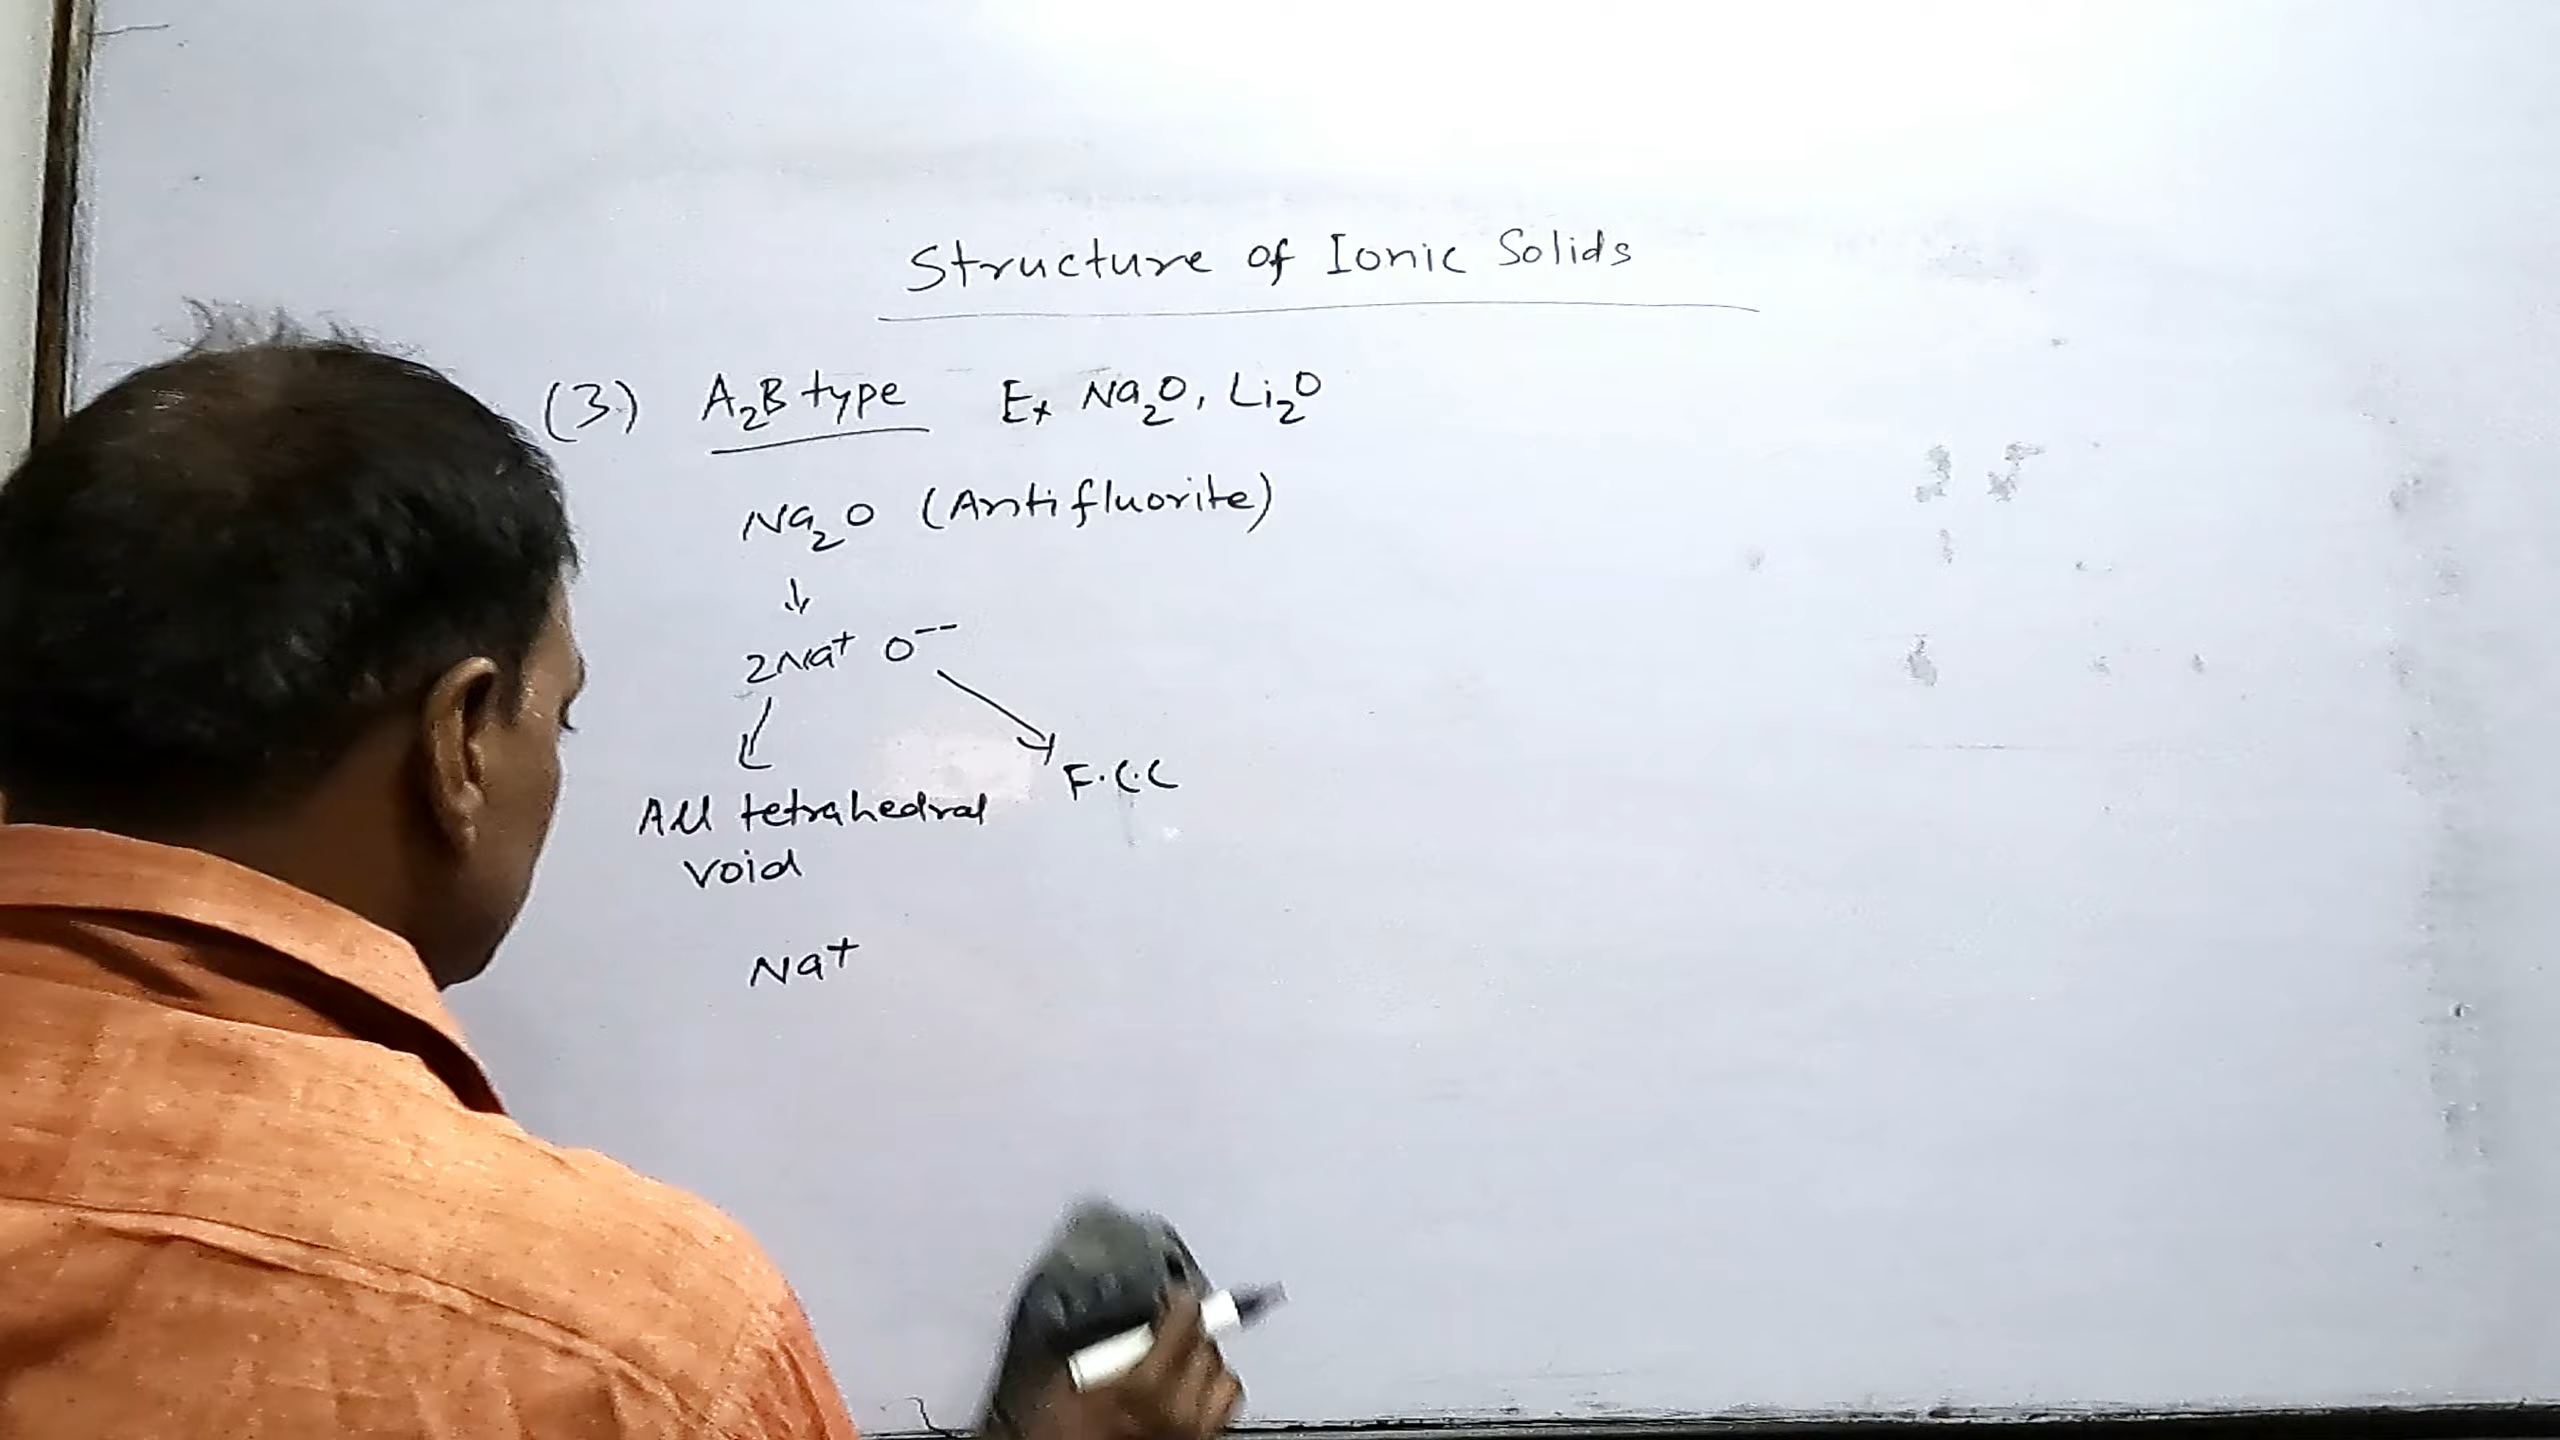 Structure of Ionic Solids
(3) A₂B type Ex Na₂O, Li₂O
Na₂O (Antifluorite)
↓
2Na⁺ O⁻⁻
F.C.C
All tetrahedral
void
Na⁺